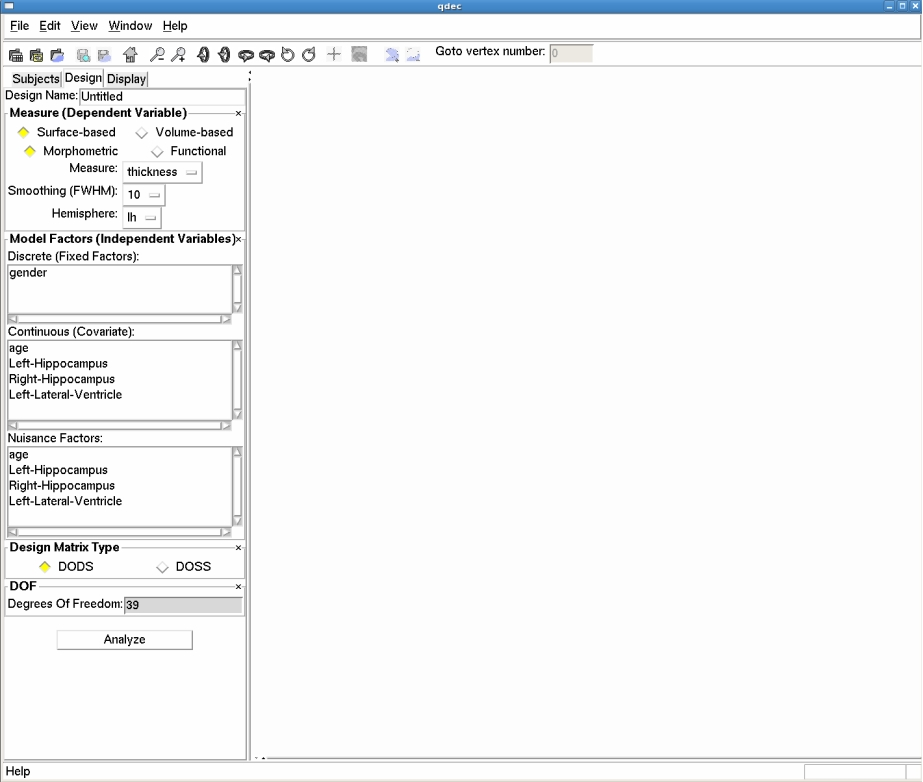 qdec
File Edit View Window Help
Goto vertex number: 0
Subjects Design Display
Design Name: Untitled
Measure (Dependent Variable)
Surface-based Volume-based
Morphometric Functional
Measure: thickness
Smoothing (FWHM): 10
Hemisphere: lh
Model Factors (Independent Variables)
Discrete (Fixed Factors):
gender
Continuous (Covariate):
age
Left-Hippocampus
Right-Hippocampus
Left-Lateral-Ventricle
Nuisance Factors:
age
Left-Hippocampus
Right-Hippocampus
Left-Lateral-Ventricle
Design Matrix Type
DODS DOSS
DOF
Degrees Of Freedom: 39
Analyze
Help